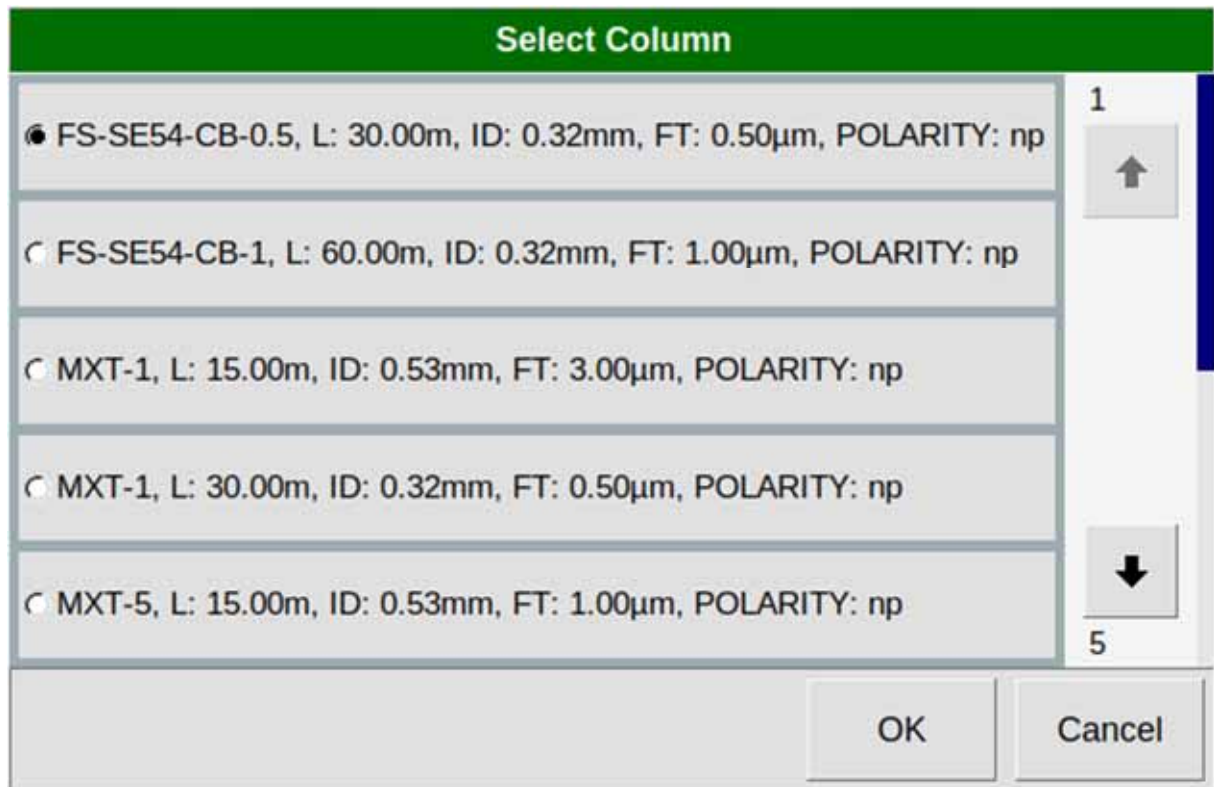 Select Column
FS-SE54-CB-0.5, L: 30.00m, ID: 0.32mm, FT: 0.50µm, POLARITY: np
1
FS-SE54-CB-1, L: 60.00m, ID: 0.32mm, FT: 1.00µm, POLARITY: np
MXT-1, L: 15.00m, ID: 0.53mm, FT: 3.00µm, POLARITY: np
MXT-1, L: 30.00m, ID: 0.32mm, FT: 0.50µm, POLARITY: np
MXT-5, L: 15.00m, ID: 0.53mm, FT: 1.00µm, POLARITY: np
5
OK
Cancel